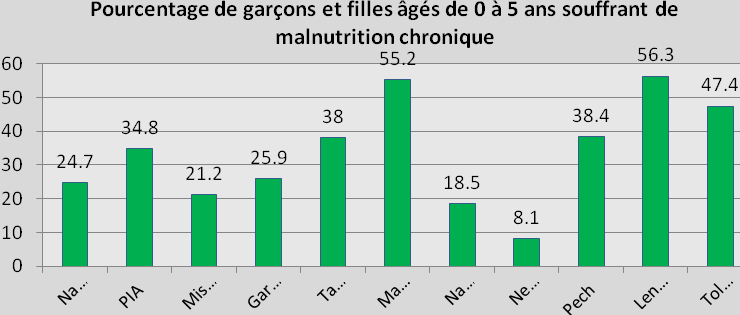 Pourcentage de garçons et filles âgés de 0 à 5 ans souffrant de
malnutrition chronique
60
50
40
30
20
10
0
24.7
34.8
21.2
25.9
38
55.2
18.5
8.1
38.4
56.3
47.4
Na...
PIA
Mis...
Gar...
Ta...
Ma...
Na...
Ne...
Pech
Len...
Tol...